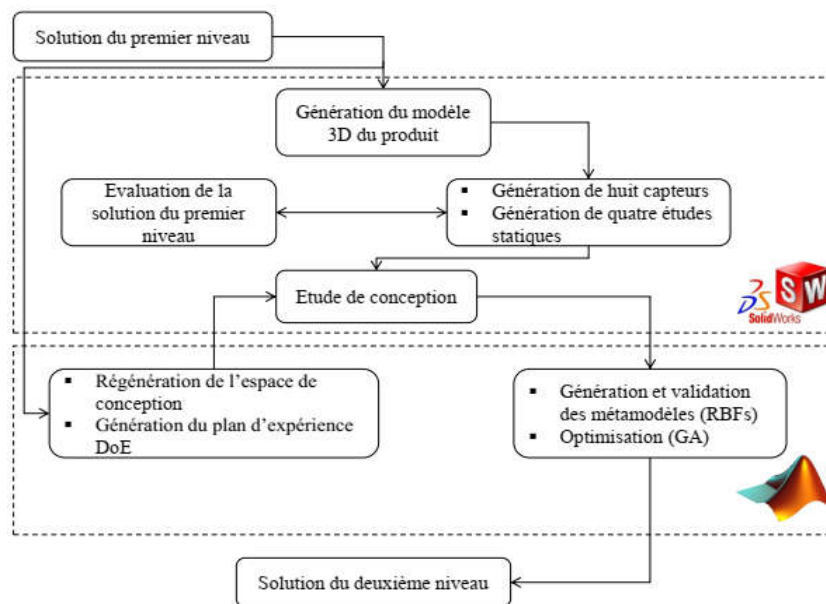 Solution du premier niveau
Génération du modèle
3D du produit
Evaluation de la
solution du premier
niveau
▪ Génération de huit capteurs
▪ Génération de quatre études
statiques
Etude de conception
SW
DS
SolidWorks
▪ Régénération de l’espace de
conception
▪ Génération du plan d’expérience
DoE
▪ Génération et validation
des métamodèles (RBFs)
▪ Optimisation (GA)
Solution du deuxième niveau